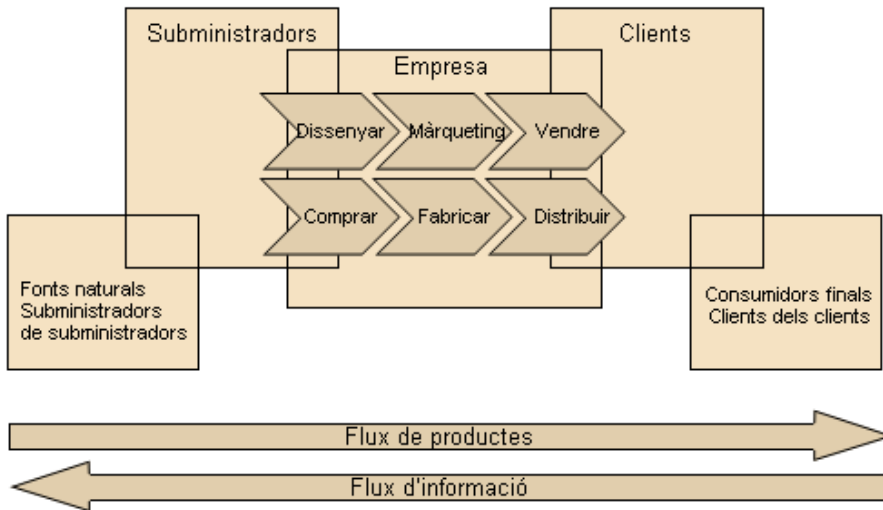 Subministradors
Clients
Empresa
Dissenyar
Màrqueting
Vendre
Comprar
Fabricar
Distribuir
Fonts naturals
Subministradors
de subministradors
Consumidors finals
Clients dels clients
Flux de productes
Flux d'informació